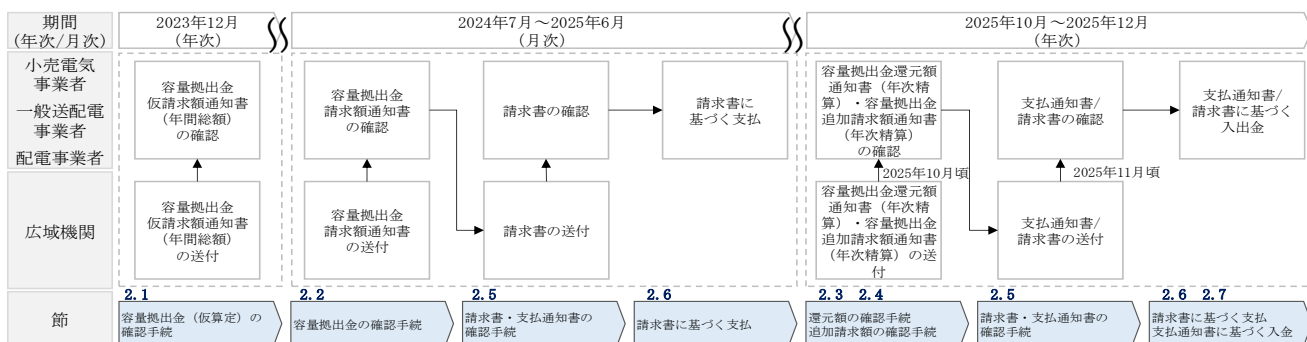 期間
(年次/月次)
2023年12月
(年次)
2024年7月～2025年6月
(月次)
2025年10月～2025年12月
(年次)
小売電気
事業者
一般送配電
事業者
配電事業者
容量拠出金
仮請求額通知書
(年間総額)
の確認
容量拠出金
請求額通知書
の確認
請求書の確認
請求書に
基づく支払
容量拠出金還元額
通知書（年次精
算）・容量拠出金
追加請求額通知書
（年次精算）
の確認
支払通知書/
請求書の確認
支払通知書/
請求書に基づく
入出金
2025年10月頃
2025年11月頃
広域機関
容量拠出金
仮請求額通知書
(年間総額)
の送付
容量拠出金
請求額通知書
の送付
請求書の送付
容量拠出金還元額
通知書（年次精
算）・容量拠出金
追加請求額通知書
（年次精算）の送
付
支払通知書/
請求書の送付
節
2.1
容量拠出金（仮算定）の
確認手続
2.2
容量拠出金の確認手続
2.5
請求書・支払通知書の
確認手続
2.6
請求書に基づく支払
2.3 2.4
還元額の確認手続
追加請求額の確認手続
2.5
請求書・支払通知書の
確認手続
2.6 2.7
請求書に基づく支払
支払通知書に基づく入金